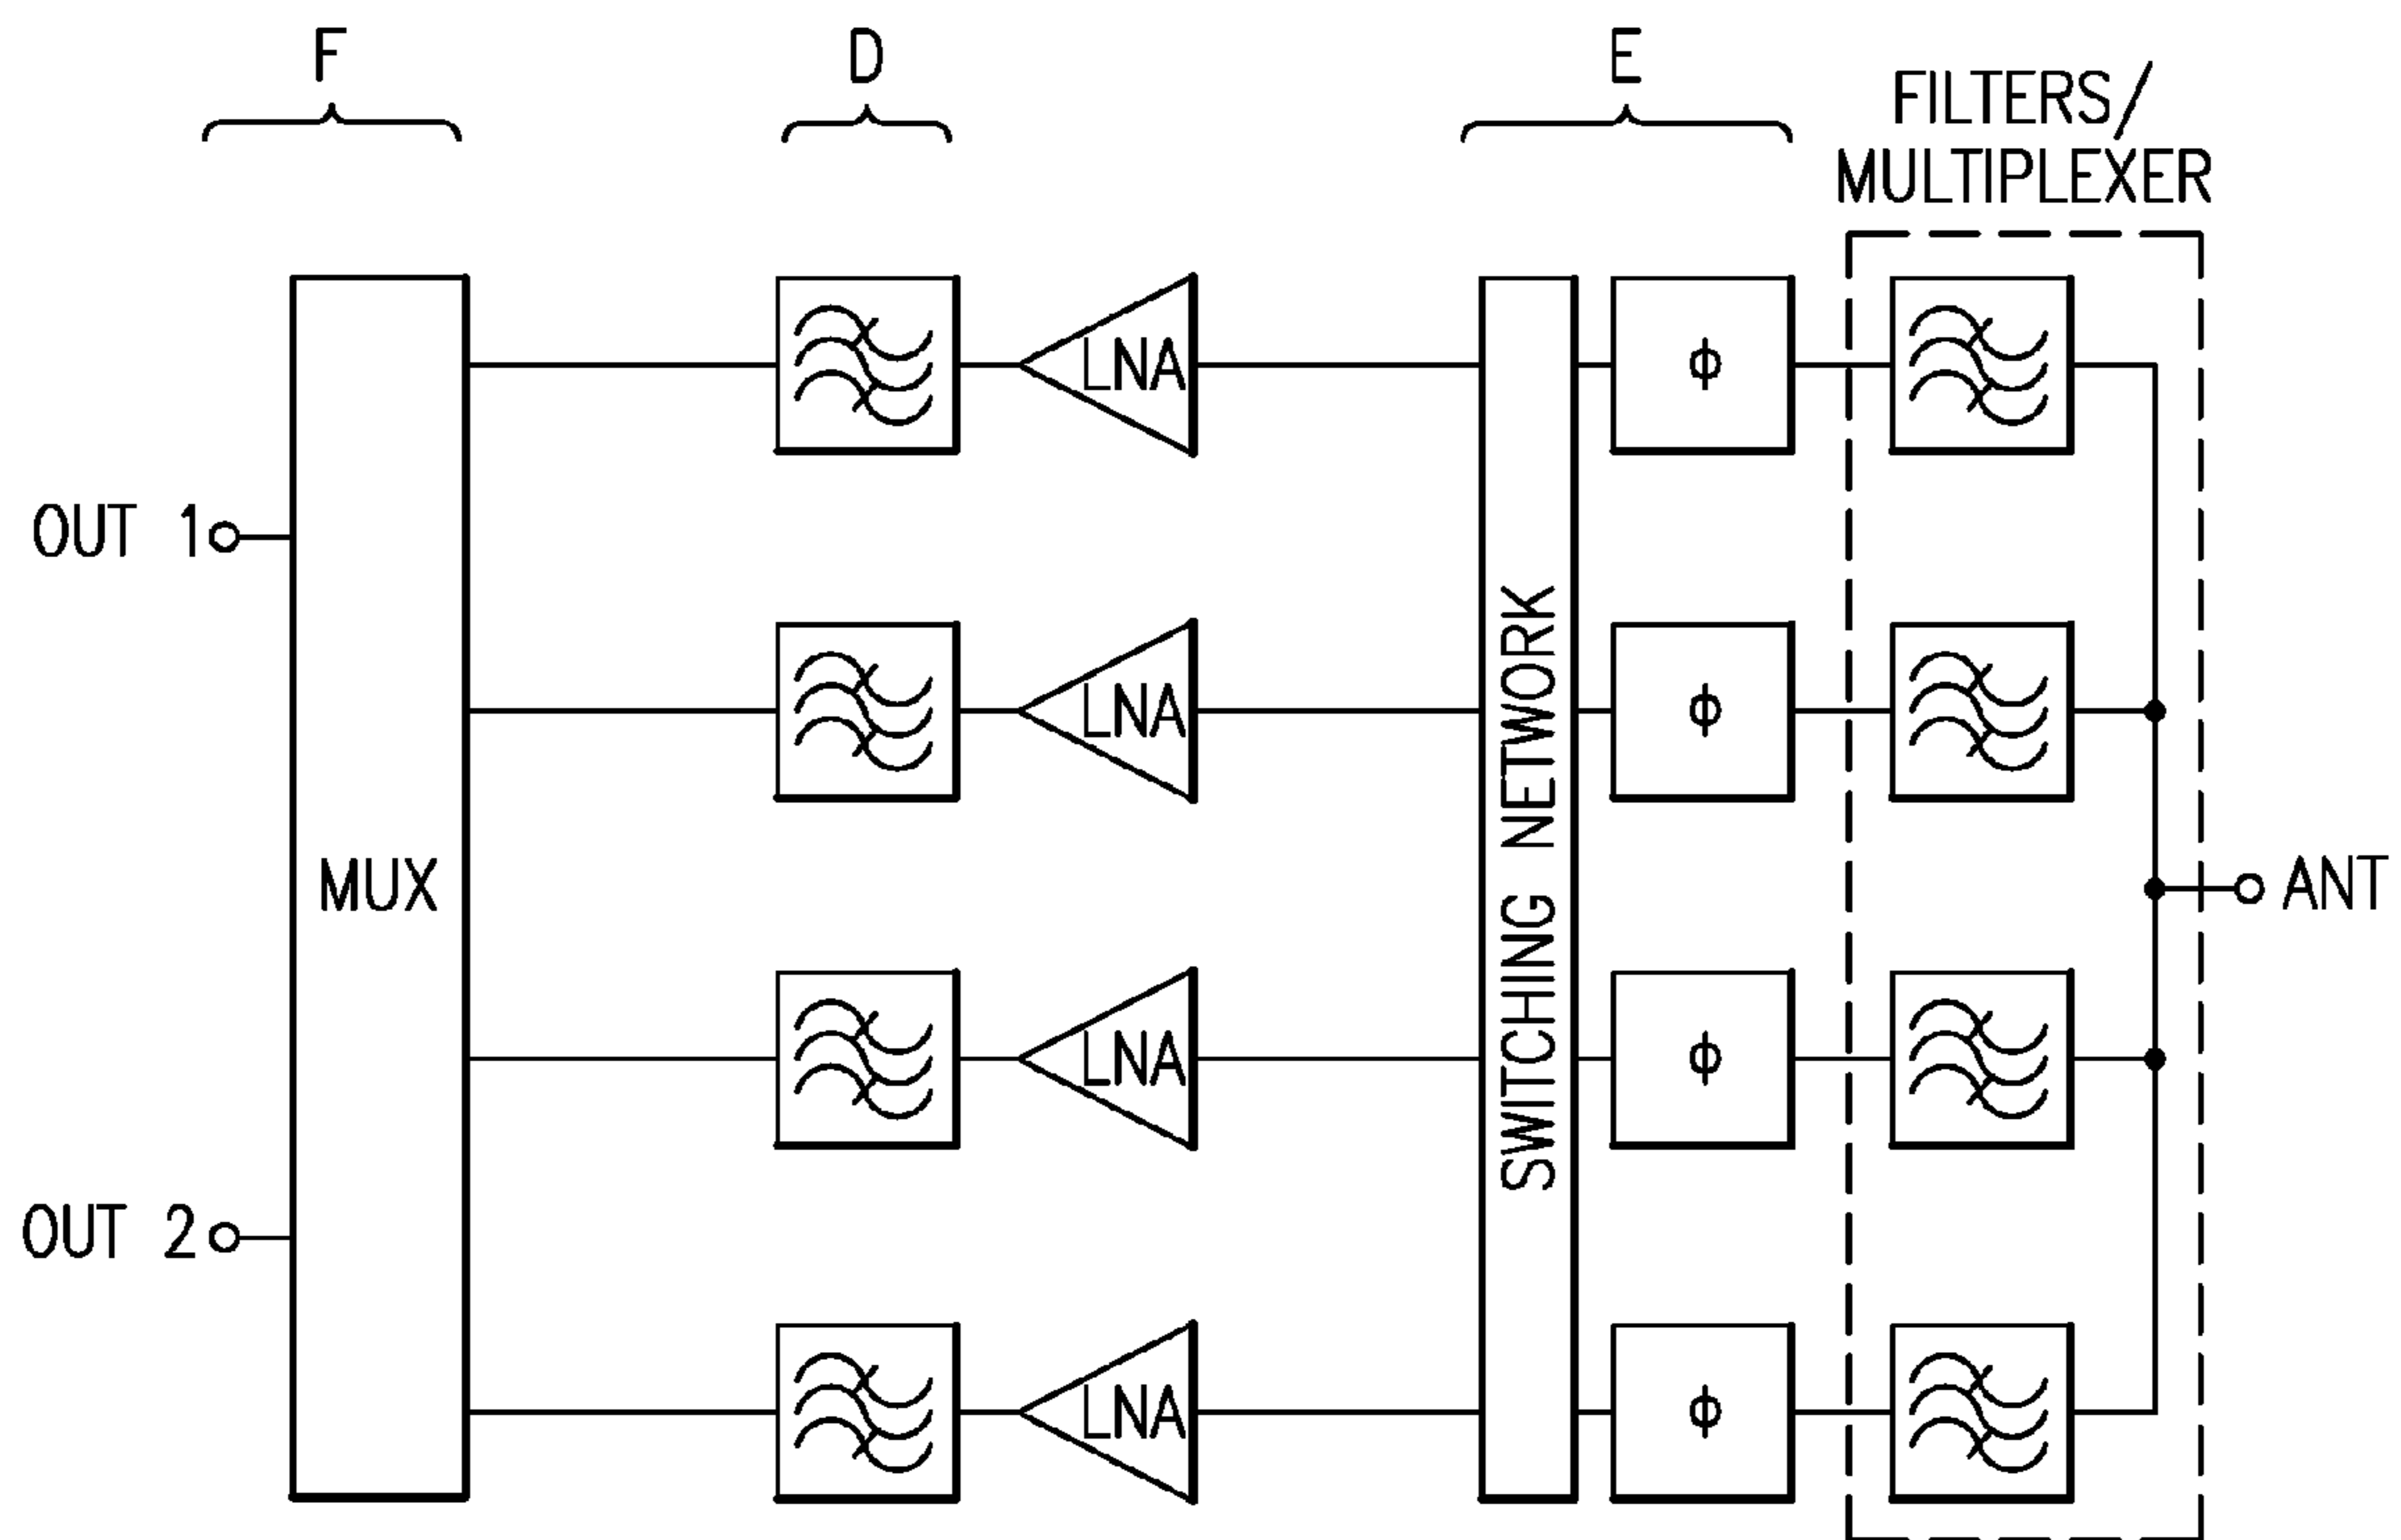 F
D
E
FILTERS/
MULTIPLEXER
LNA
ϕ
OUT 1
LNA
ϕ
MUX
SWITCHING NETWORK
ANT
LNA
ϕ
OUT 2
LNA
ϕ